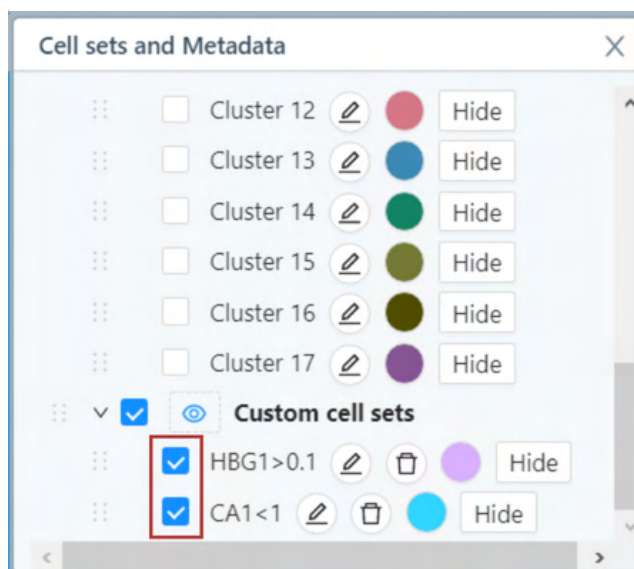 Cell sets and Metadata
Cluster 12 Hide
Cluster 13 Hide
Cluster 14 Hide
Cluster 15 Hide
Cluster 16 Hide
Cluster 17 Hide
Custom cell sets
HBG1>0.1 Hide
CA1<1 Hide